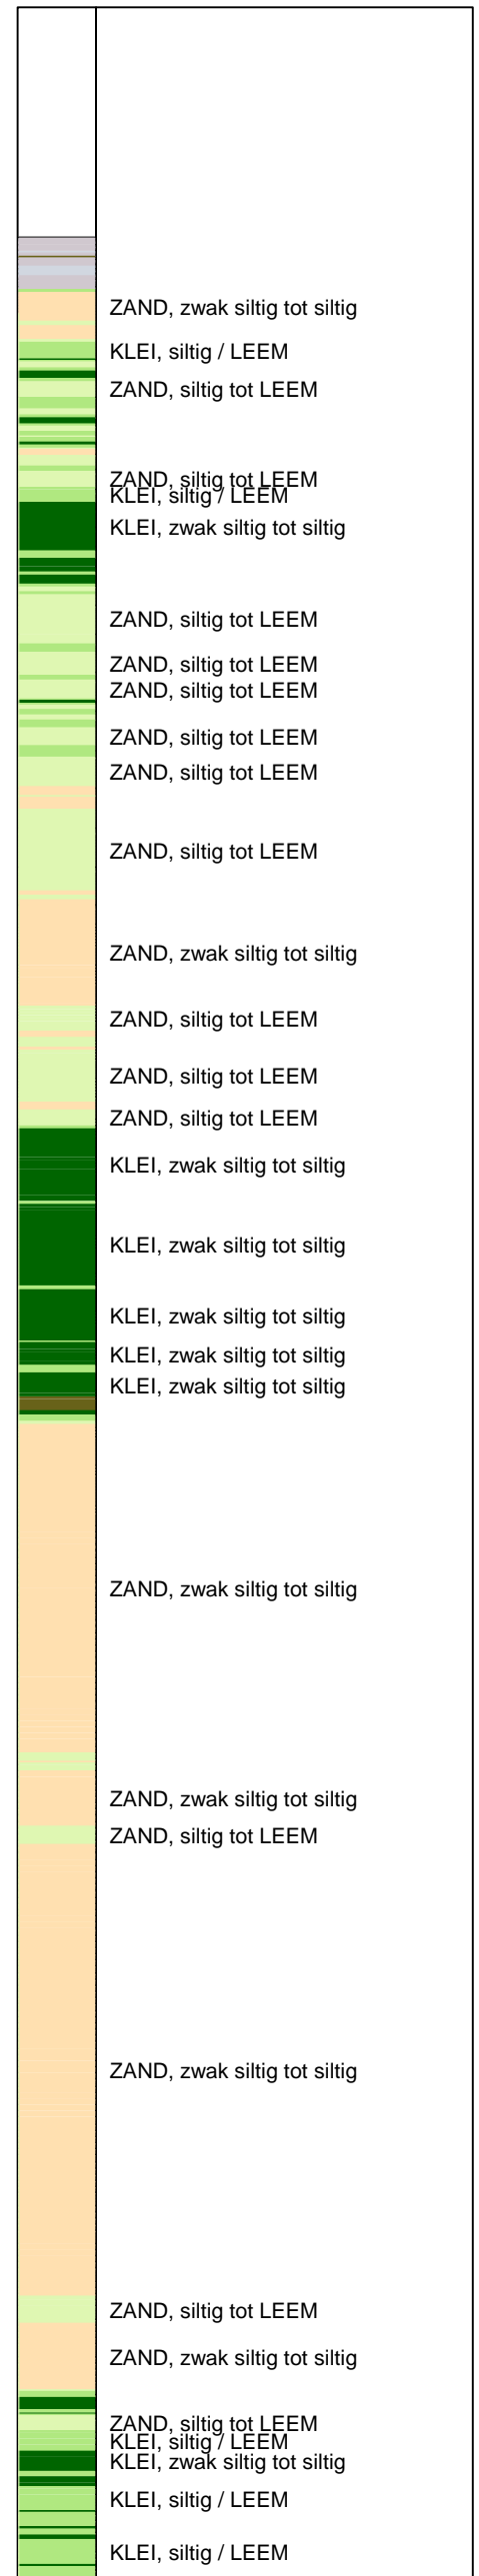 ZAND, zwak siltig tot siltig
KLEI, siltig / LEEM
ZAND, siltig tot LEEM
ZAND, siltig tot LEEM
KLEI, siltig / LEEM
KLEI, zwak siltig tot siltig
ZAND, siltig tot LEEM
ZAND, siltig tot LEEM
ZAND, siltig tot LEEM
ZAND, siltig tot LEEM
ZAND, siltig tot LEEM
ZAND, siltig tot LEEM
ZAND, zwak siltig tot siltig
ZAND, siltig tot LEEM
ZAND, siltig tot LEEM
ZAND, siltig tot LEEM
KLEI, zwak siltig tot siltig
KLEI, zwak siltig tot siltig
KLEI, zwak siltig tot siltig
KLEI, zwak siltig tot siltig
KLEI, zwak siltig tot siltig
ZAND, zwak siltig tot siltig
ZAND, zwak siltig tot siltig
ZAND, siltig tot LEEM
ZAND, zwak siltig tot siltig
ZAND, siltig tot LEEM
ZAND, zwak siltig tot siltig
ZAND, siltig tot LEEM
KLEI, siltig / LEEM
KLEI, zwak siltig tot siltig
KLEI, siltig / LEEM
KLEI, siltig / LEEM